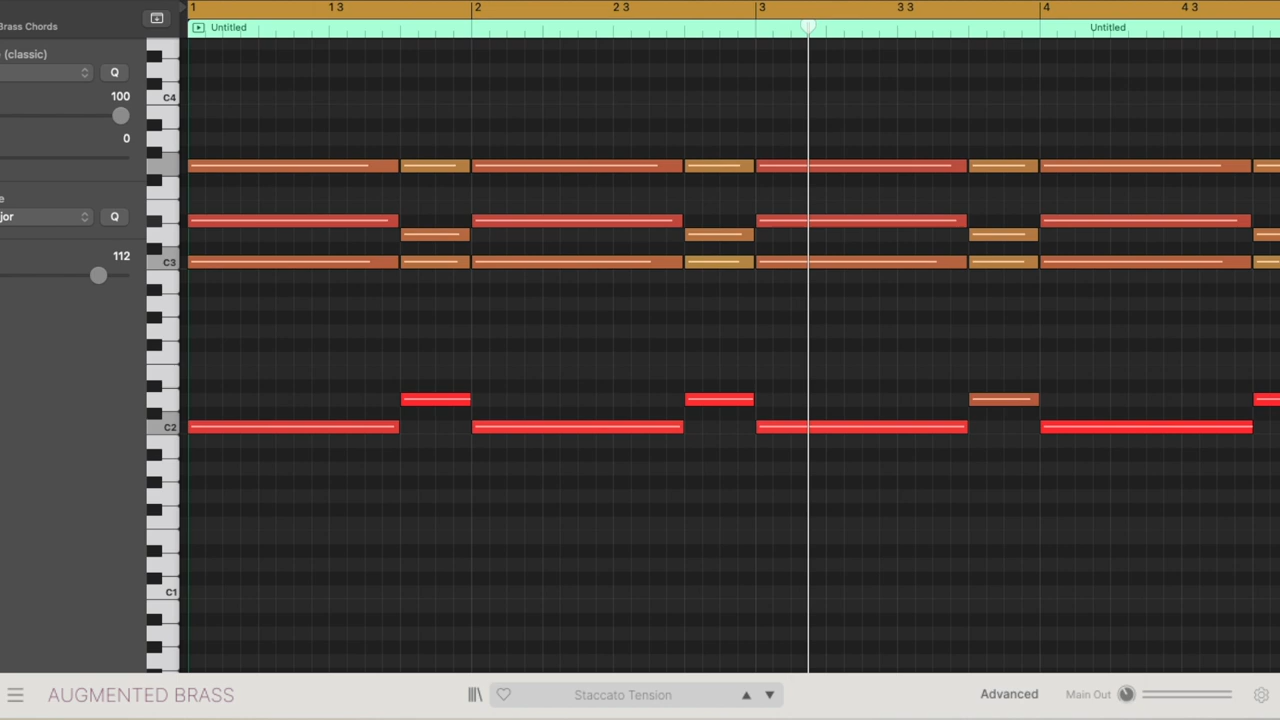 1 1 3 2 2 3 3 3 3 4 4 3
Brass Chords
Untitled Untitled
(classic)
Q
100
C4
0
jor
Q
112
C3
C2
C1
AUGMENTED BRASS
Staccato Tension
Advanced
Main Out